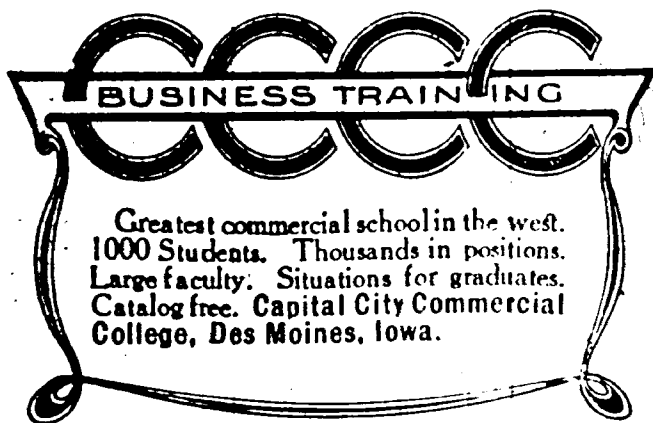 CCCC
BUSINESS TRAINING
Greatest commercial school in the west.
1000 Students. Thousands in positions.
Large faculty. Situations for graduates.
Catalog free. Capital City Commercial
College, Des Moines, Iowa.